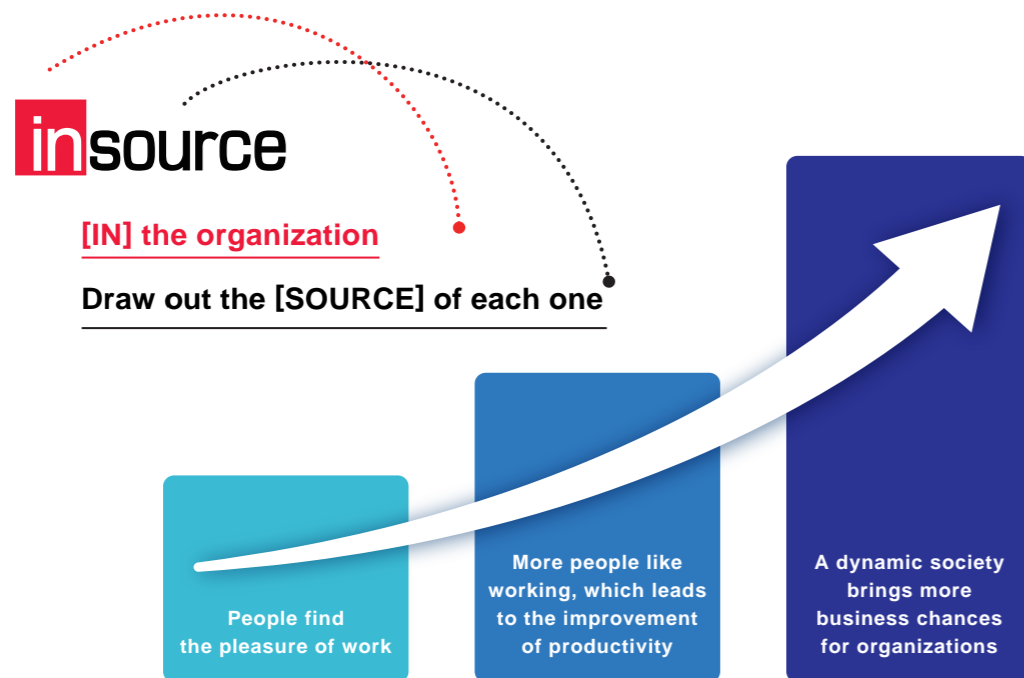 insource
[IN] the organization
Draw out the [SOURCE] of each one
People find
the pleasure of work
More people like
working, which leads
to the improvement
of productivity
A dynamic society
brings more
business chances
for organizations